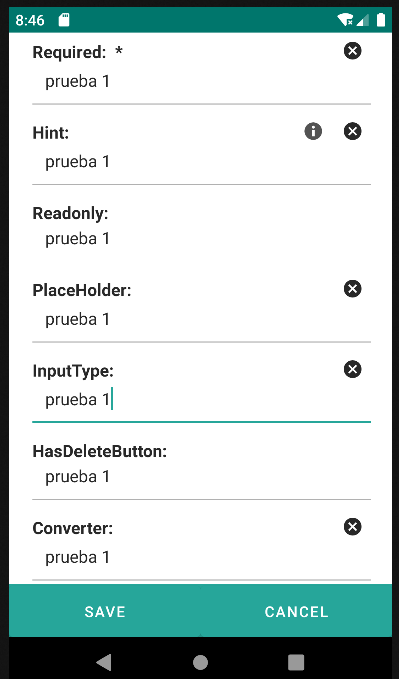 8:46
Required: *
prueba 1
Hint:
prueba 1
Readonly:
prueba 1
PlaceHolder:
prueba 1
InputType:
prueba 1
HasDeleteButton:
prueba 1
Converter:
prueba 1
SAVE CANCEL